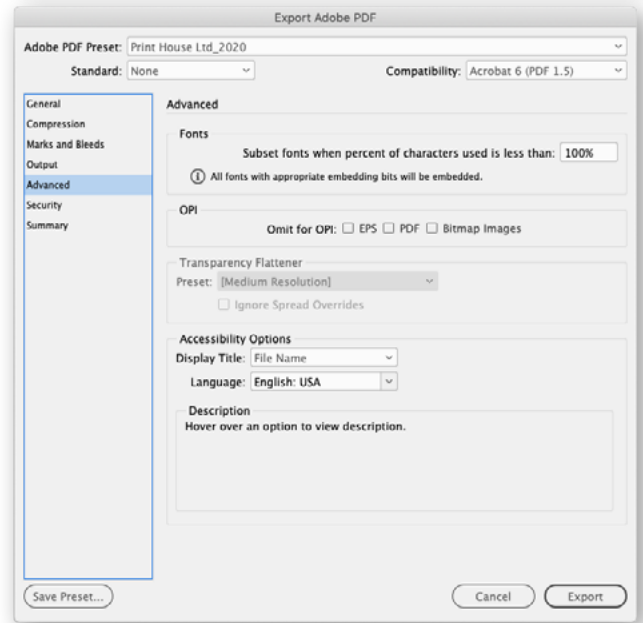 Export Adobe PDF
Adobe PDF Preset: Print House Ltd_2020
Standard: None Compatibility: Acrobat 6 (PDF 1.5)
General
Compression
Marks and Bleeds
Output
Advanced
Security
Summary
Advanced
Fonts
Subset fonts when percent of characters used is less than: 100%
All fonts with appropriate embedding bits will be embedded.
OPI
Omit for OPI: EPS PDF Bitmap Images
Transparency Flattener
Preset: [Medium Resolution]
Ignore Spread Overrides
Accessibility Options
Display Title: File Name
Language: English: USA
Description
Hover over an option to view description.
Save Preset... Cancel Export